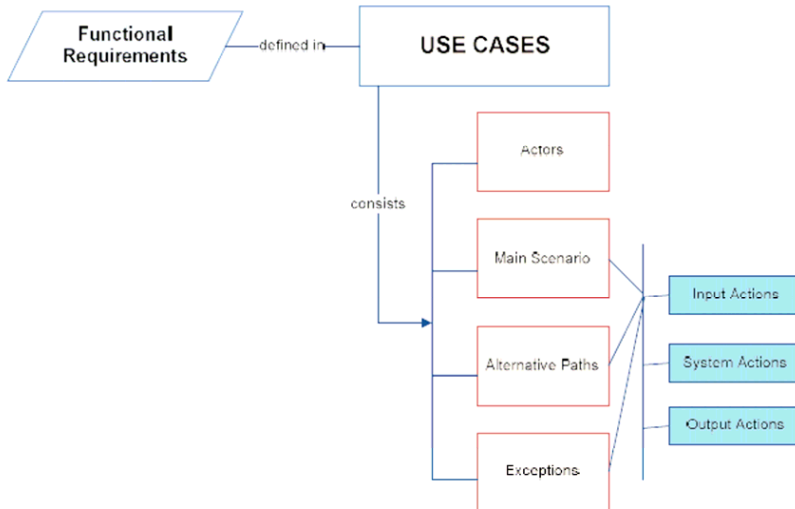 Functional
Requirements
defined in
USE CASES
consists
Actors
Main Scenario
Alternative Paths
Exceptions
Input Actions
System Actions
Output Actions